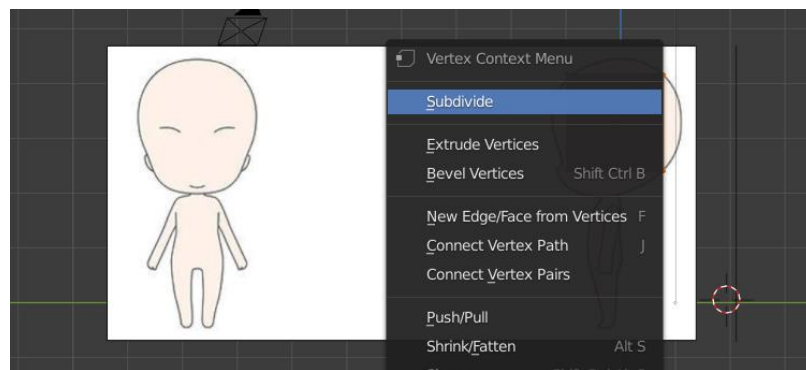 Vertex Context Menu
Subdivide
Extrude Vertices
Bevel Vertices Shift Ctrl B
New Edge/Face from Vertices F
Connect Vertex Path J
Connect Vertex Pairs
Push/Pull
Shrink/Fatten Alt S